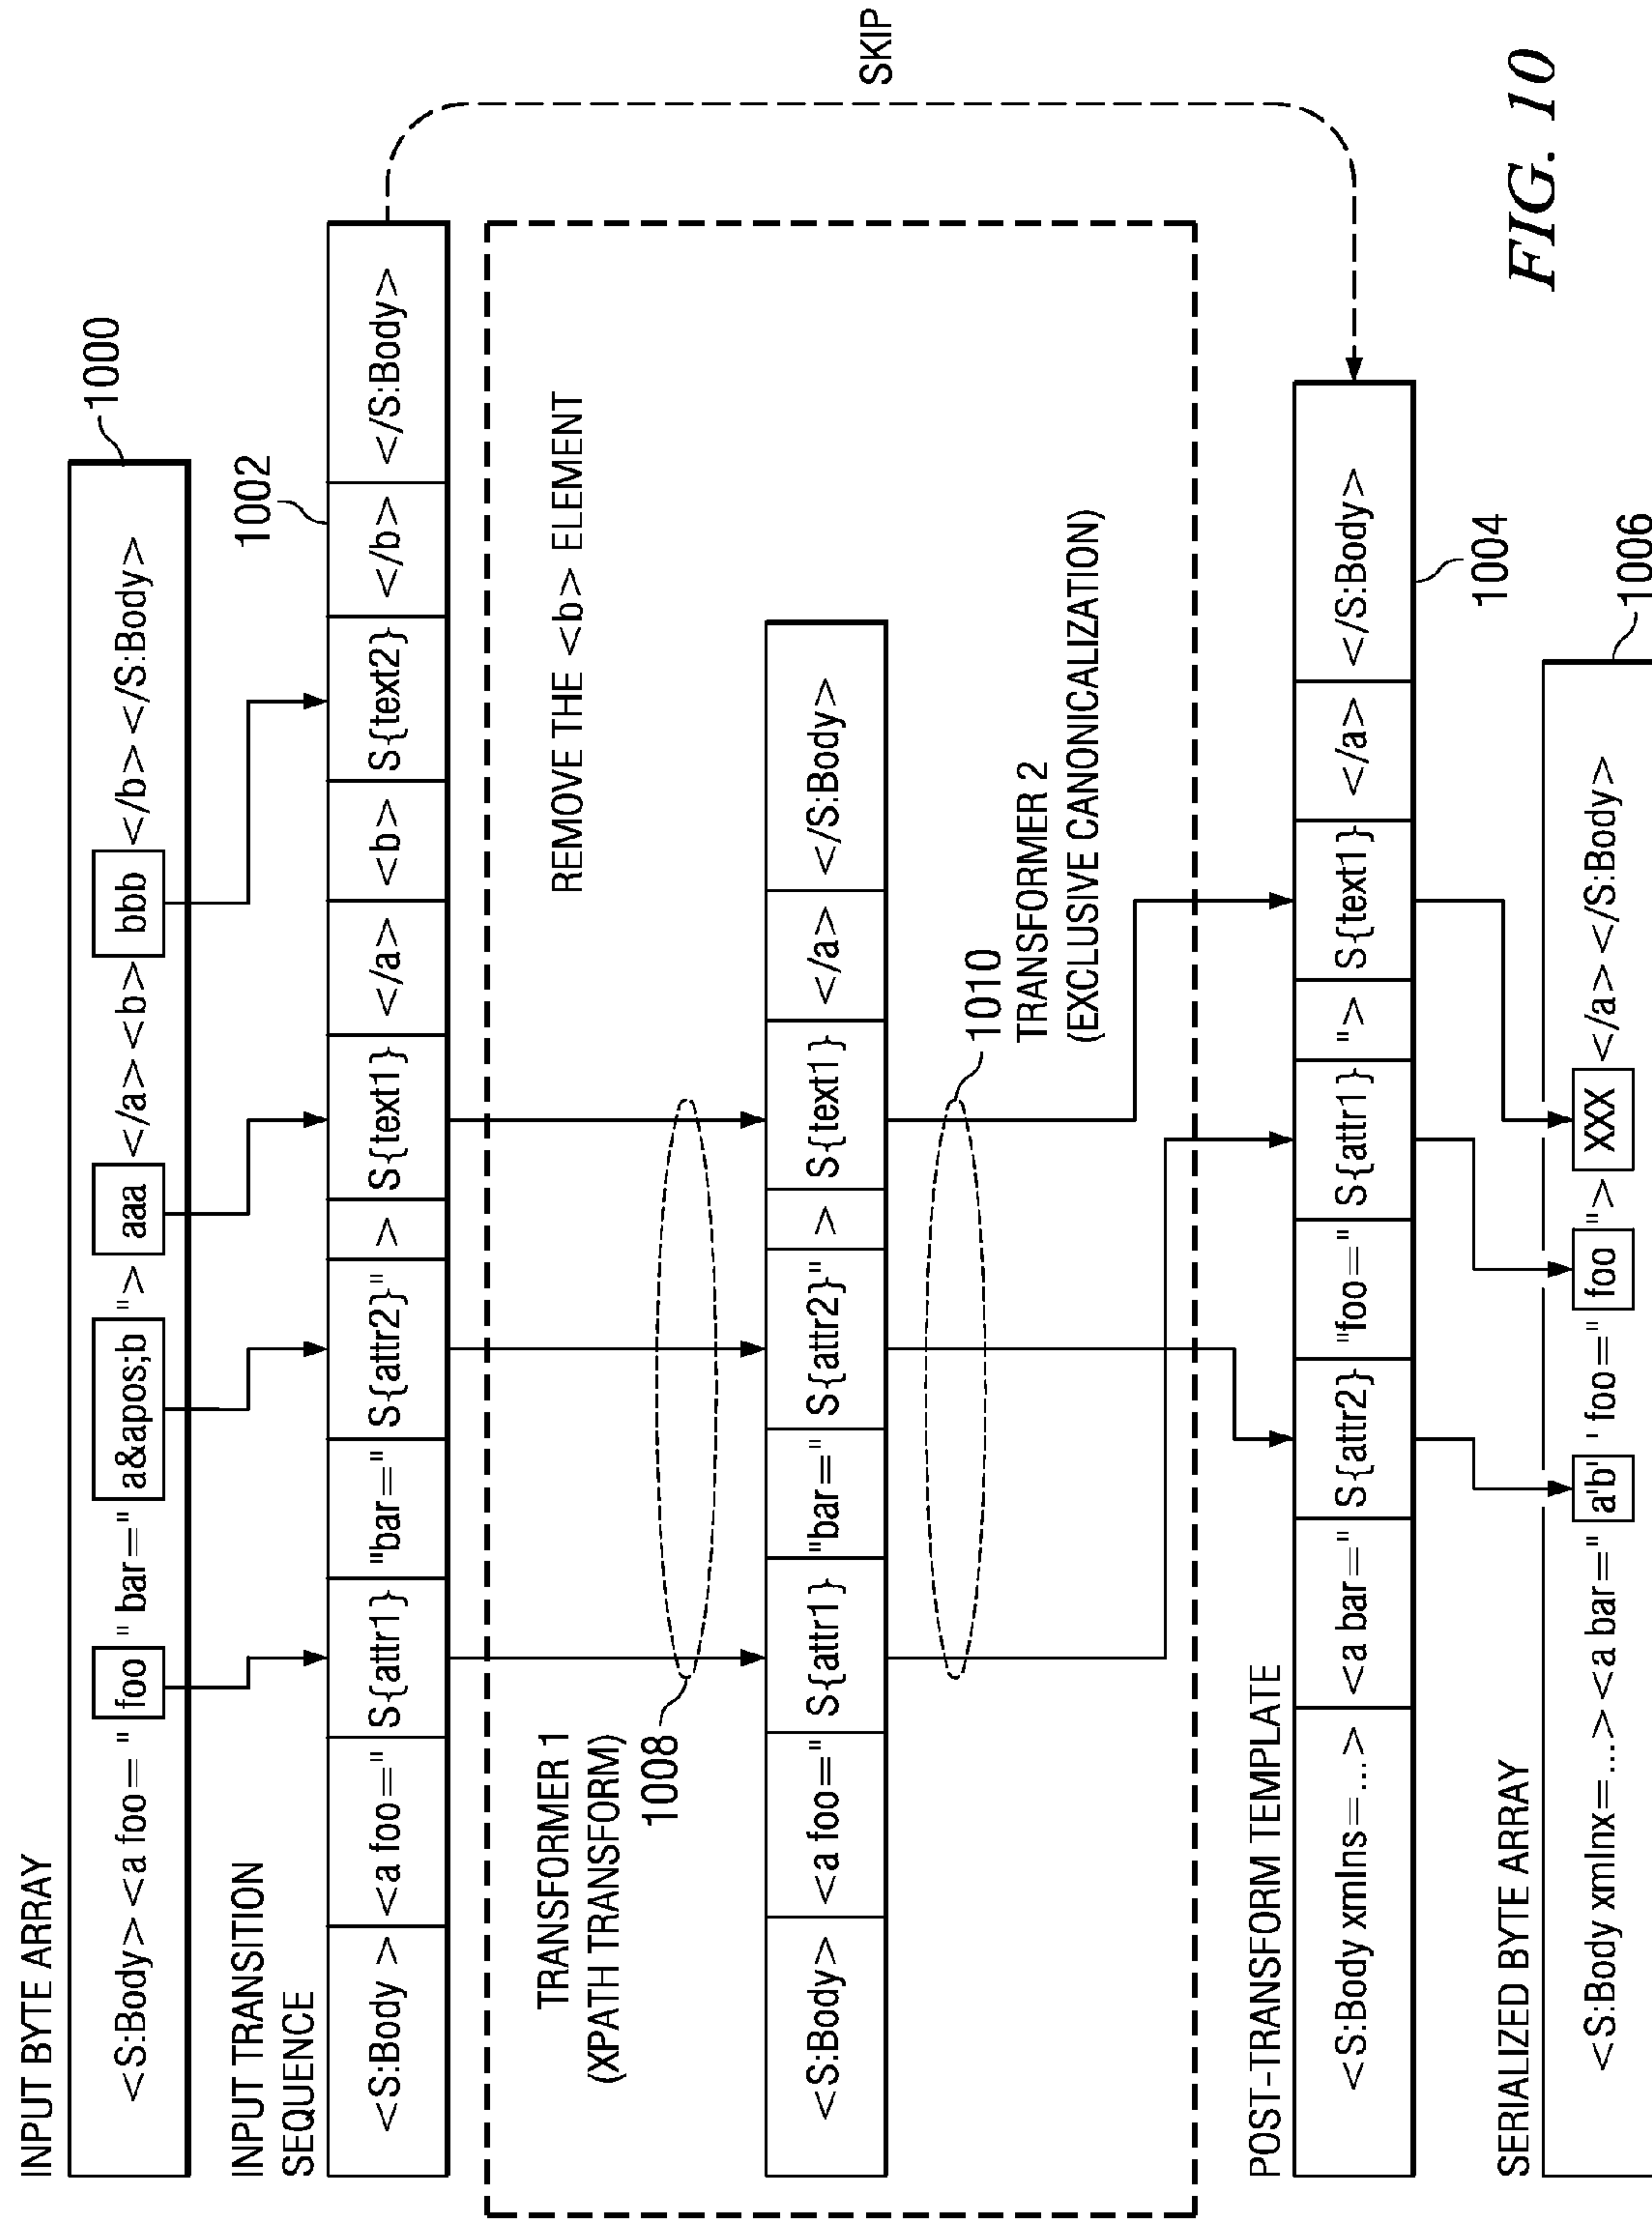 INPUT BYTE ARRAY
1000
<S:Body> <a foo=" foo " bar=" a&apos;b "> aaa </a> <b> bbb </b> </S:Body>
INPUT TRANSITION
SEQUENCE
1002
<S:Body > <a foo=" S{attr1} "bar=" S{attr2}" > S{text1} </a> <b> S{text2} </b> </S:Body>
TRANSFORMER 1
(XPATH TRANSFORM)
1008
REMOVE THE <b> ELEMENT
<S:Body> <a foo=" S{attr1} "bar=" S{attr2}" > S{text1} </a> </S:Body>
1010
TRANSFORMER 2
(EXCLUSIVE CANONICALIZATION)
SKIP
POST-TRANSFORM TEMPLATE
<S:Body xmlns=...> <a bar=" S{attr2} "foo=" S{attr1} "> S{text1} </a> </S:Body>
1004
SERIALIZED BYTE ARRAY
1006
<S:Body xmlnx=...> <a bar=" a'b' ' foo=" foo "> XXX </a> </S:Body>
FIG. 10